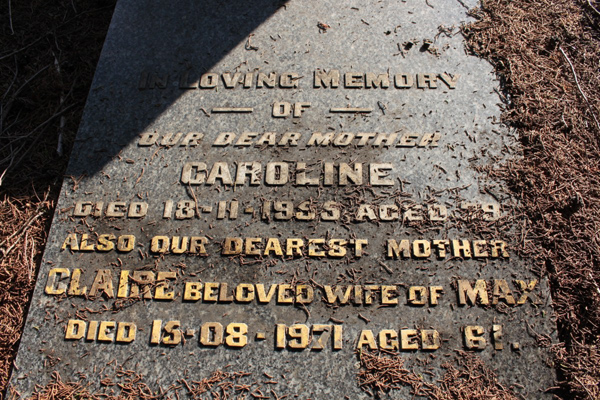 IN LOVING MEMORY
— OF —
OUR DEAR MOTHER
CAROLINE
DIED 18-11-1955 AGED 79
ALSO OUR DEAREST MOTHER
CLAIRE BELOVED WIFE OF MAX
DIED 15-08-1971 AGED 61.